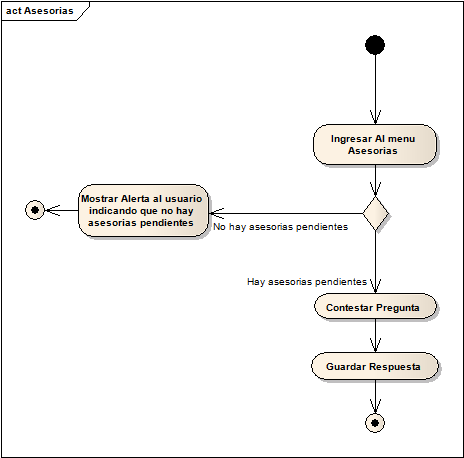 act Asesorias
Ingresar Al menu
Asesorias
Mostrar Alerta al usuario
indicando que no hay
asesorias pendientes
No hay asesorias pendientes
Hay asesorias pendientes
Contestar Pregunta
Guardar Respuesta